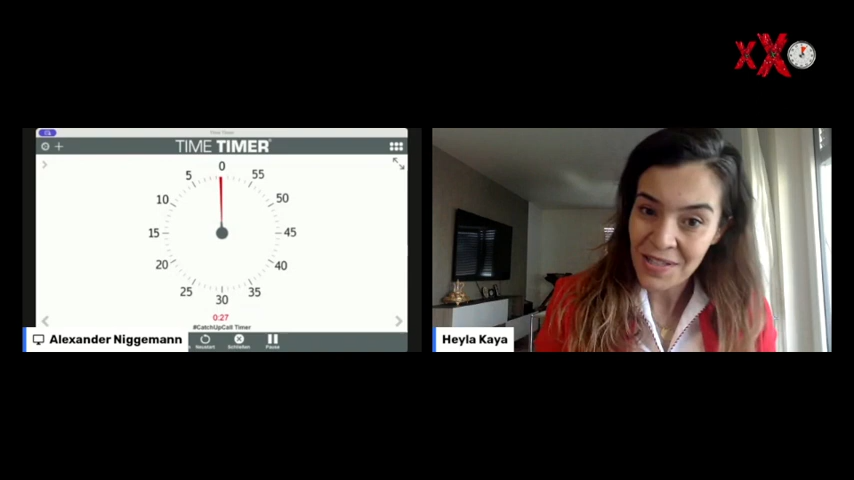 XX
Time Timer
TIME TIMER®
0
5
55
10
50
15
45
20
40
25
35
30
0:27
#CatchUpCall Timer
Neustart
Schließen
Pause
Alexander Niggemann
Heyla Kaya